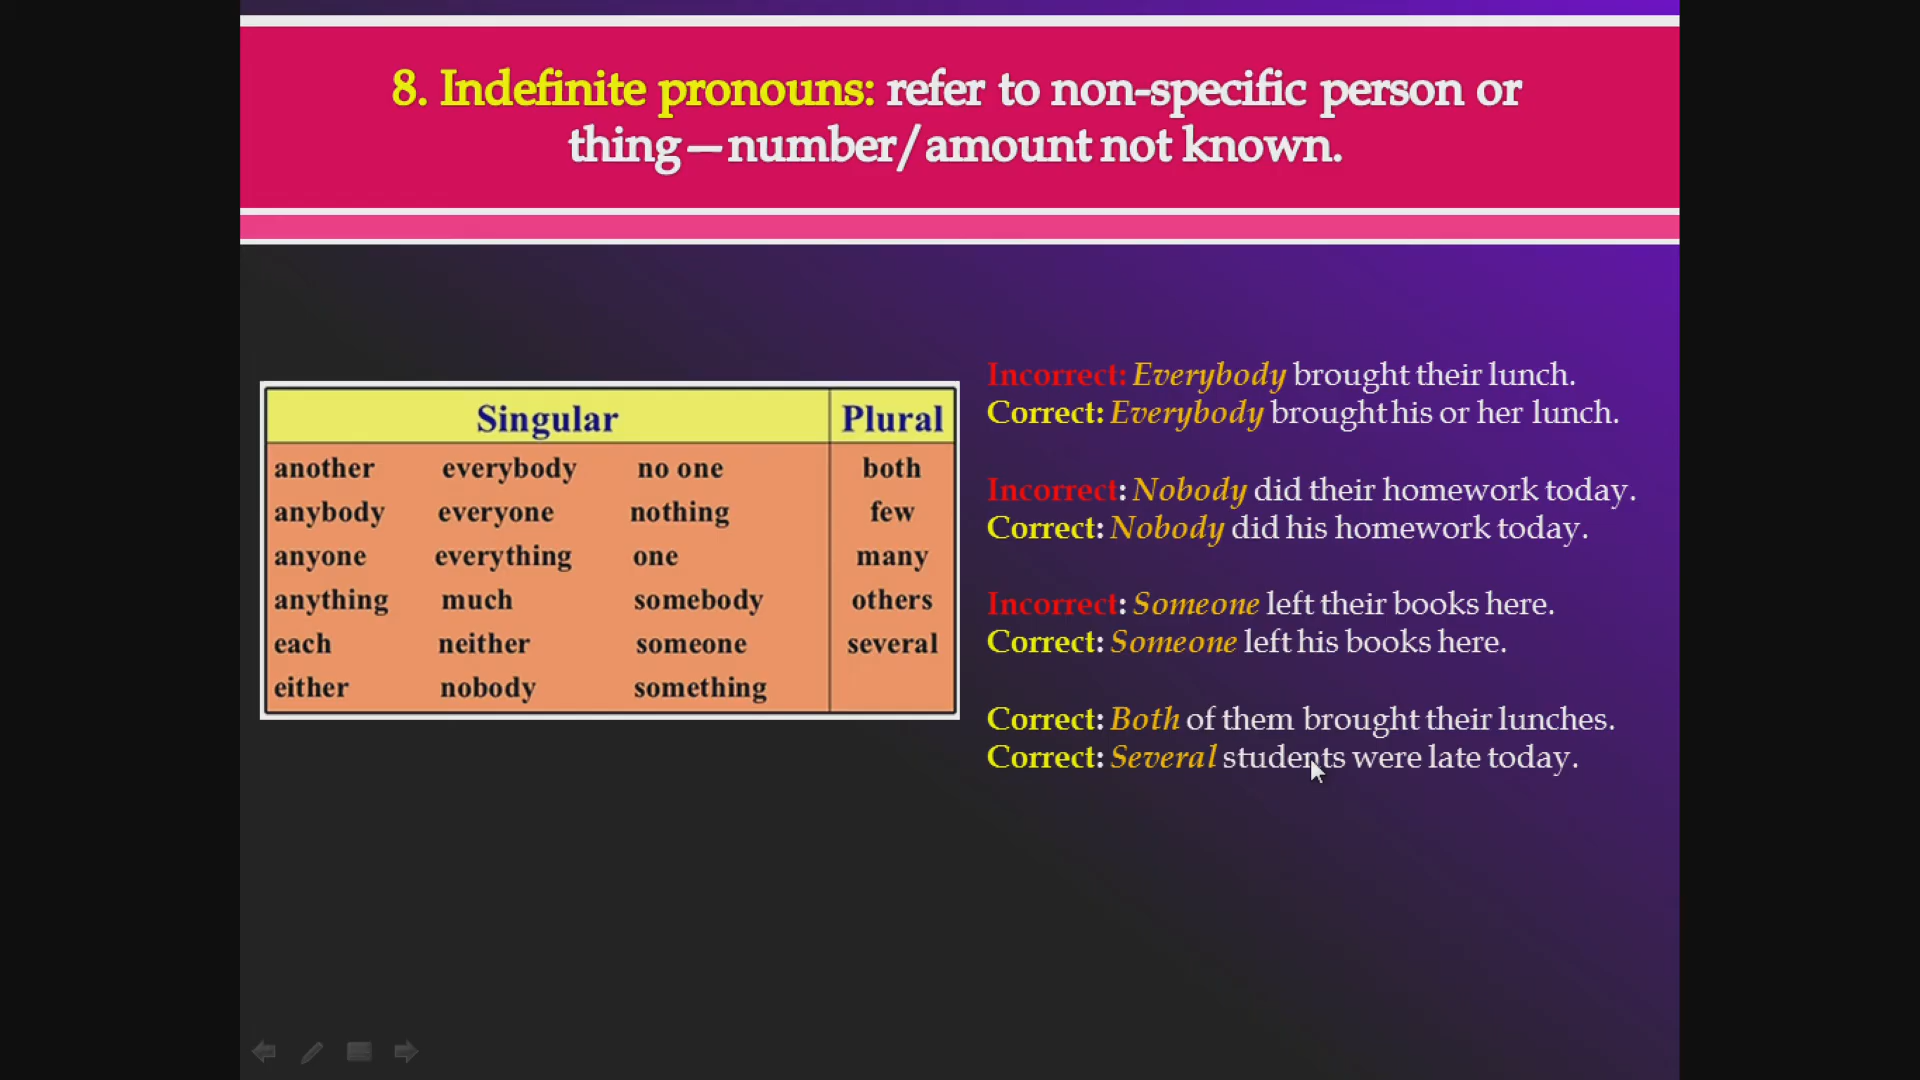 8. Indefinite pronouns: refer to non-specific person or
thing—number/amount not known.
Singular Plural
another everybody no one both
anybody everyone nothing few
anyone everything one many
anything much somebody others
each neither someone several
either nobody something
Incorrect: Everybody brought their lunch.
Correct: Everybody brought his or her lunch.
Incorrect: Nobody did their homework today.
Correct: Nobody did his homework today.
Incorrect: Someone left their books here.
Correct: Someone left his books here.
Correct: Both of them brought their lunches.
Correct: Several students were late today.